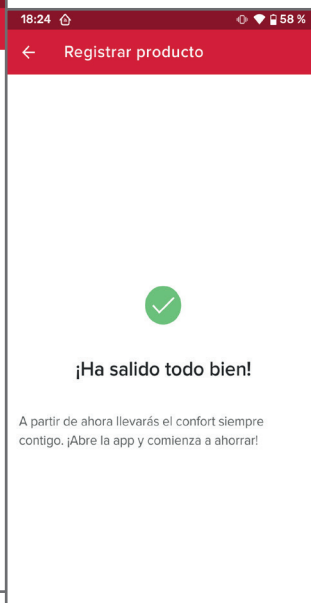 18:24 58 %
Registrar producto
¡Ha salido todo bien!
A partir de ahora llevarás el confort siempre
contigo. ¡Abre la app y comienza a ahorrar!